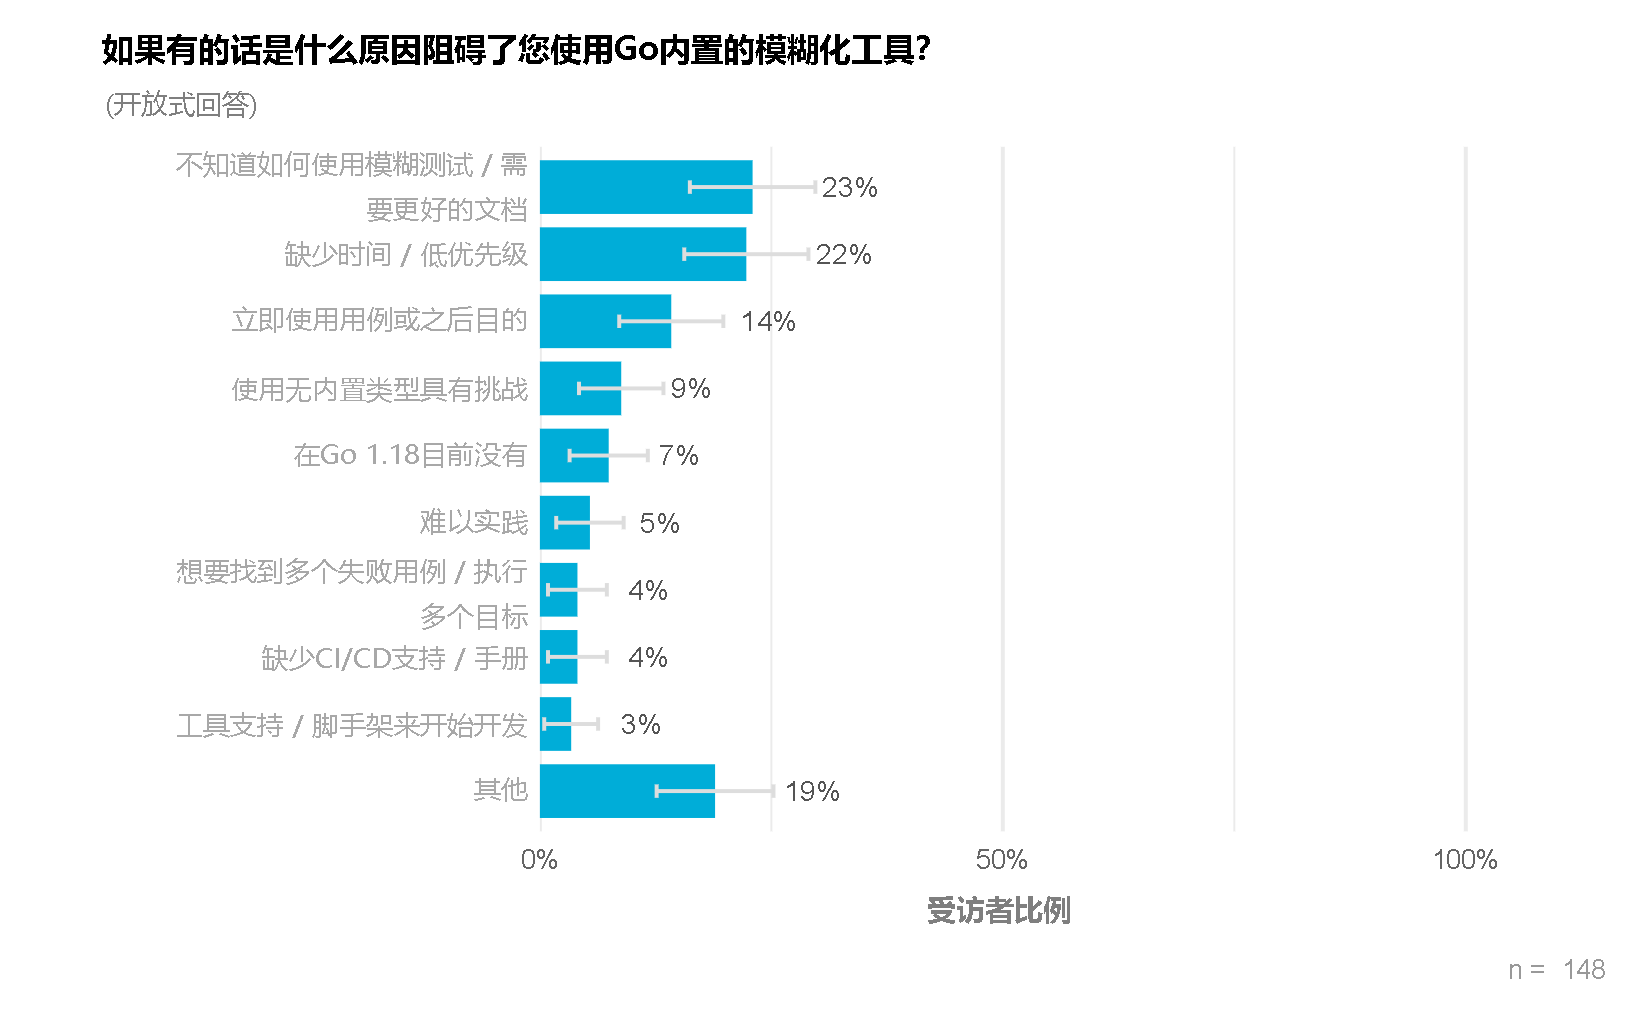 如果有的话是什么原因阻碍了您使用Go内置的模糊化工具?
(开放式回答)
不知道如何使用模糊测试 / 需
要更好的文档
23%
缺少时间 / 低优先级
22%
立即使用用例或之后目的
14%
使用无内置类型具有挑战
9%
在Go 1.18目前没有
7%
难以实践
5%
想要找到多个失败用例 / 执行
多个目标
4%
缺少CI/CD支持 / 手册
4%
工具支持 / 脚手架来开始开发
3%
其他
19%
0%
50%
100%
受访者比例
n = 148